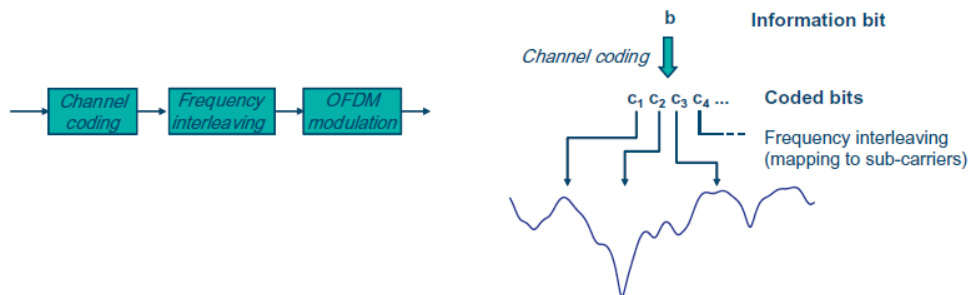 Channel
coding
Frequency
interleaving
OFDM
modulation
b
Information bit
Channel coding
c₁ c₂ c₃ c₄ ...
Coded bits
Frequency interleaving
(mapping to sub-carriers)